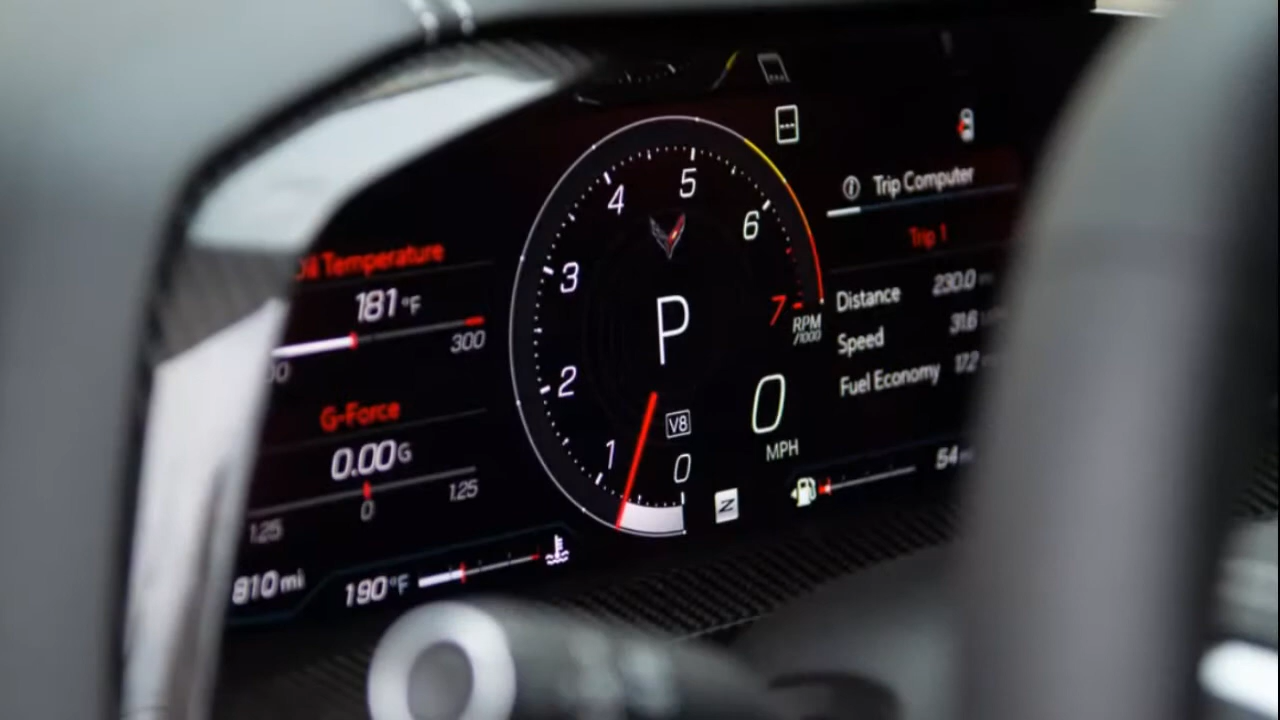 Oil Temperature
181 °F
300
G-Force
0.00 G
1.25
0
1.25
810 mi
190 °F
4
5
6
3
7
RPM
/1000
P
2
1
V8
0
0
MPH
Trip Computer
Trip 1
Distance 230.0
Speed 31.6
Fuel Economy 17.2
54